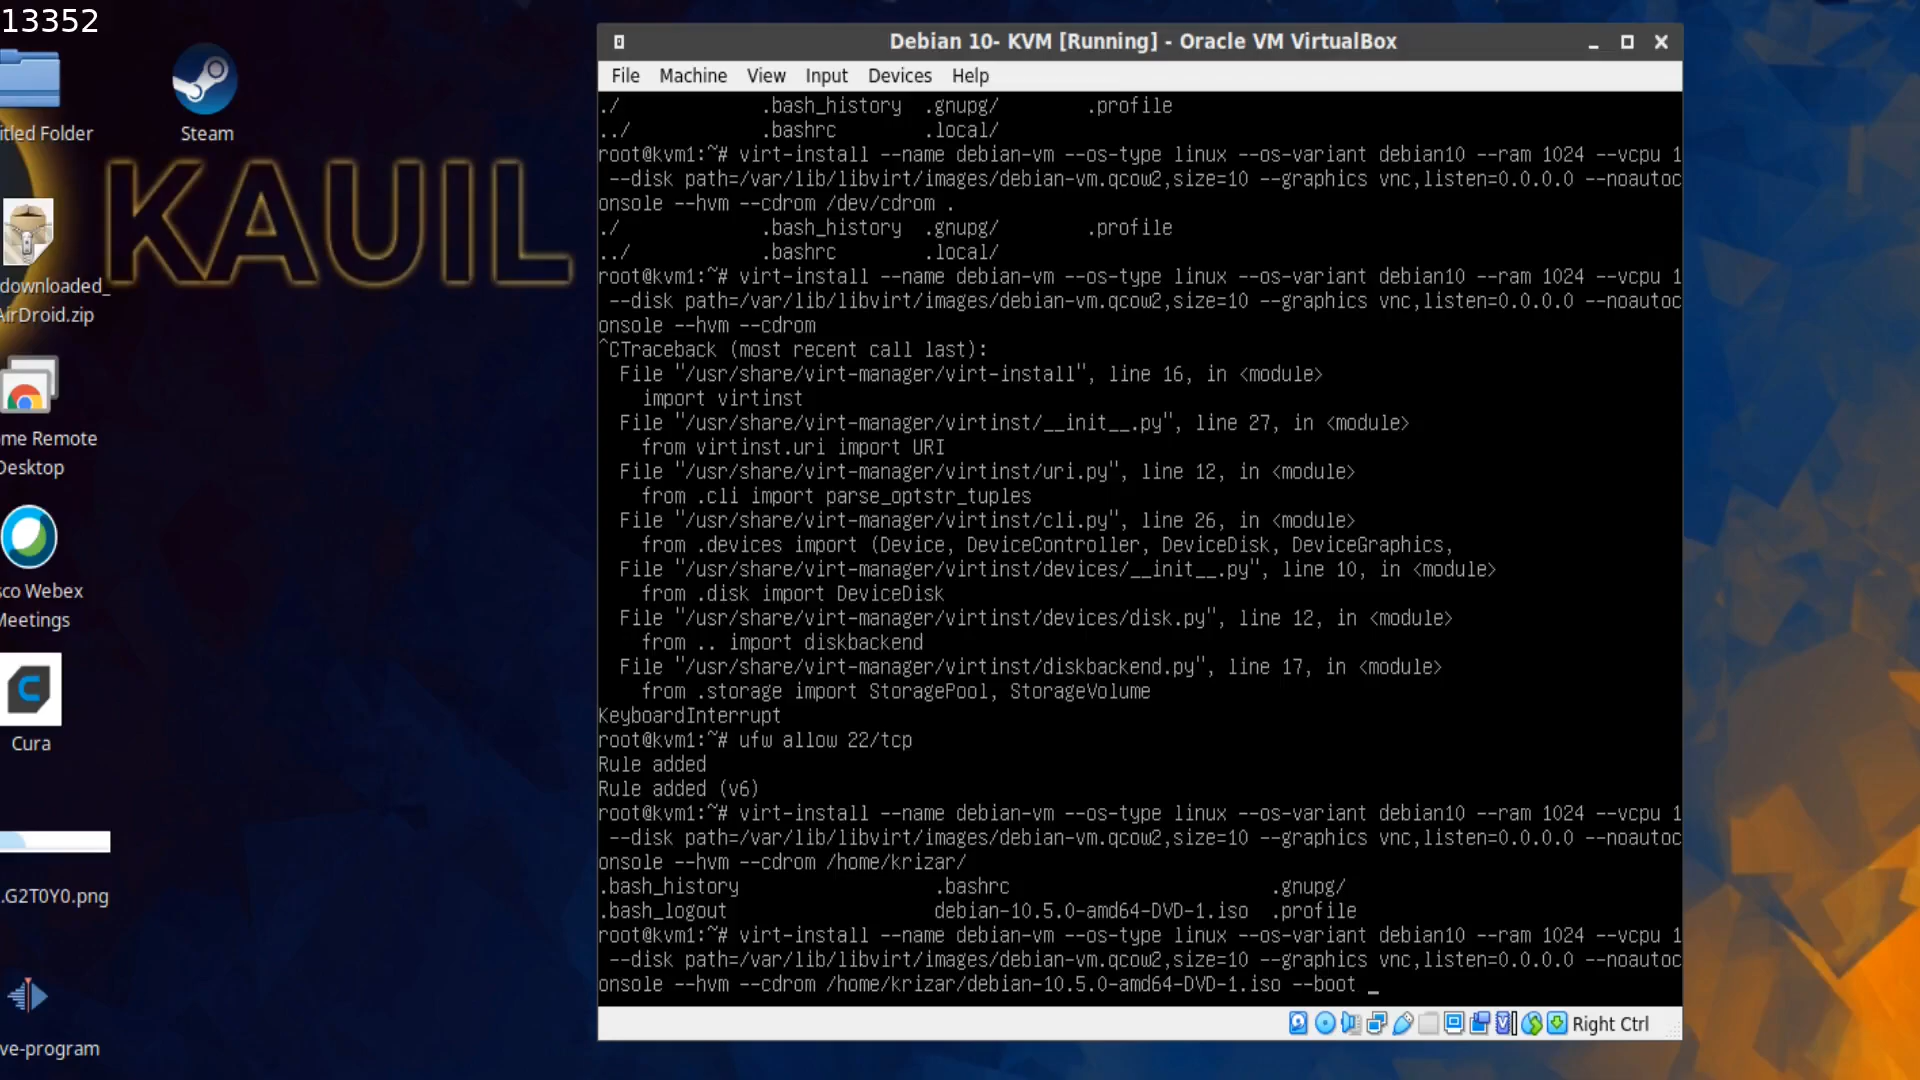 13352
itled Folder
Steam
KAUIL
downloaded_
AirDroid.zip
me Remote
Desktop
sco Webex
Meetings
Cura
.G2T0Y0.png
ve-program
Debian 10- KVM [Running] - Oracle VM VirtualBox
File Machine View Input Devices Help
./ .bash_history .gnupg/ .profile
../ .bashrc .local/
root@kvm1:~# virt-install --name debian-vm --os-type linux --os-variant debian10 --ram 1024 --vcpu 1
--disk path=/var/lib/libvirt/images/debian-vm.qcow2,size=10 --graphics vnc,listen=0.0.0.0 --noautoc
onsole --hvm --cdrom /dev/cdrom .
./ .bash_history .gnupg/ .profile
../ .bashrc .local/
root@kvm1:~# virt-install --name debian-vm --os-type linux --os-variant debian10 --ram 1024 --vcpu 1
--disk path=/var/lib/libvirt/images/debian-vm.qcow2,size=10 --graphics vnc,listen=0.0.0.0 --noautoc
onsole --hvm --cdrom
^CTraceback (most recent call last):
File "/usr/share/virt-manager/virt-install", line 16, in <module>
import virtinst
File "/usr/share/virt-manager/virtinst/__init__.py", line 27, in <module>
from virtinst.uri import URI
File "/usr/share/virt-manager/virtinst/uri.py", line 12, in <module>
from .cli import parse_optstr_tuples
File "/usr/share/virt-manager/virtinst/cli.py", line 26, in <module>
from .devices import (Device, DeviceController, DeviceDisk, DeviceGraphics,
File "/usr/share/virt-manager/virtinst/devices/__init__.py", line 10, in <module>
from .disk import DeviceDisk
File "/usr/share/virt-manager/virtinst/devices/disk.py", line 12, in <module>
from .. import diskbackend
File "/usr/share/virt-manager/virtinst/diskbackend.py", line 17, in <module>
from .storage import StoragePool, StorageVolume
KeyboardInterrupt
root@kvm1:~# ufw allow 22/tcp
Rule added
Rule added (v6)
root@kvm1:~# virt-install --name debian-vm --os-type linux --os-variant debian10 --ram 1024 --vcpu 1
--disk path=/var/lib/libvirt/images/debian-vm.qcow2,size=10 --graphics vnc,listen=0.0.0.0 --noautoc
onsole --hvm --cdrom /home/krizar/
.bash_history .bashrc .gnupg/
.bash_logout debian-10.5.0-amd64-DVD-1.iso .profile
root@kvm1:~# virt-install --name debian-vm --os-type linux --os-variant debian10 --ram 1024 --vcpu 1
--disk path=/var/lib/libvirt/images/debian-vm.qcow2,size=10 --graphics vnc,listen=0.0.0.0 --noautoc
onsole --hvm --cdrom /home/krizar/debian-10.5.0-amd64-DVD-1.iso --boot _
Right Ctrl